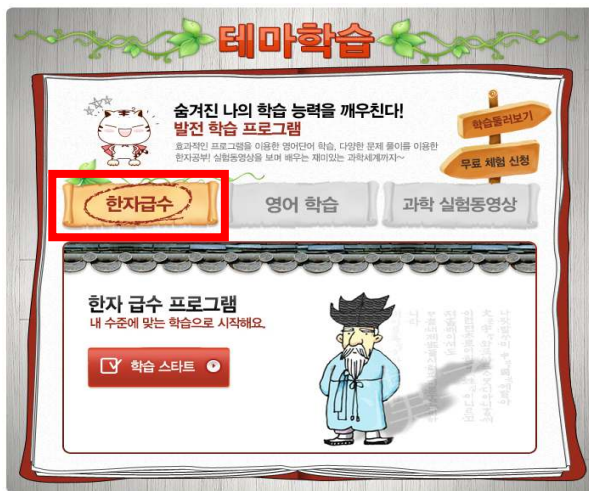 테마학습
숨겨진 나의 학습 능력을 깨우친다!
발전 학습 프로그램
효과적인 프로그램을 이용한 영어단어 학습, 다양한 문제 풀이를 이용한
한자공부! 실험동영상을 보며 배우는 재미있는 과학세계까지~
학습둘러보기
무료 체험 신청
한자급수
영어 학습
과학 실험동영상
한자 급수 프로그램
내 수준에 맞는 학습으로 시작해요.
학습 스타트